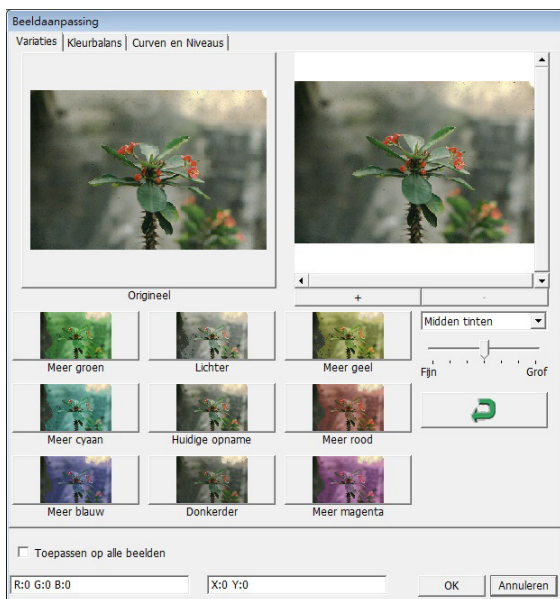 Beeldaanpassing
Variaties Kleurbalans Curven en Niveaus
Origineel
+ -
Midden tinten
Fijn Grof
Meer groen Lichter Meer geel
Meer cyaan Huidige opname Meer rood
Meer blauw Donkerder Meer magenta
Toepassen op alle beelden
R:0 G:0 B:0 X:0 Y:0 OK Annuleren